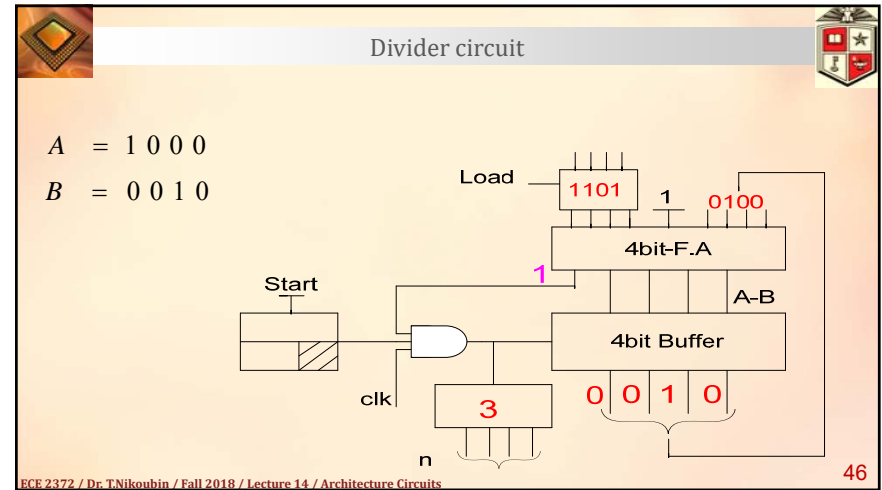 Divider circuit
A = 1 0 0 0
B = 0 0 1 0
Load
1101
1
0100
4bit-F.A
1
Start
A-B
4bit Buffer
clk
3
0 0 1 0
n
ECE 2372 / Dr. T.Nikoubin / Fall 2018 / Lecture 14 / Architecture Circuits
46